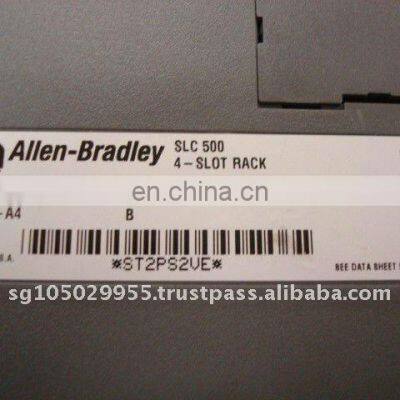 Allen-Bradley
SLC 500
4-SLOT RACK
en.china.cn
-A4
B
.A.
*ST2PS2VE*
SEE DATA SHEET
sg105029955.trustpass.alibaba.com